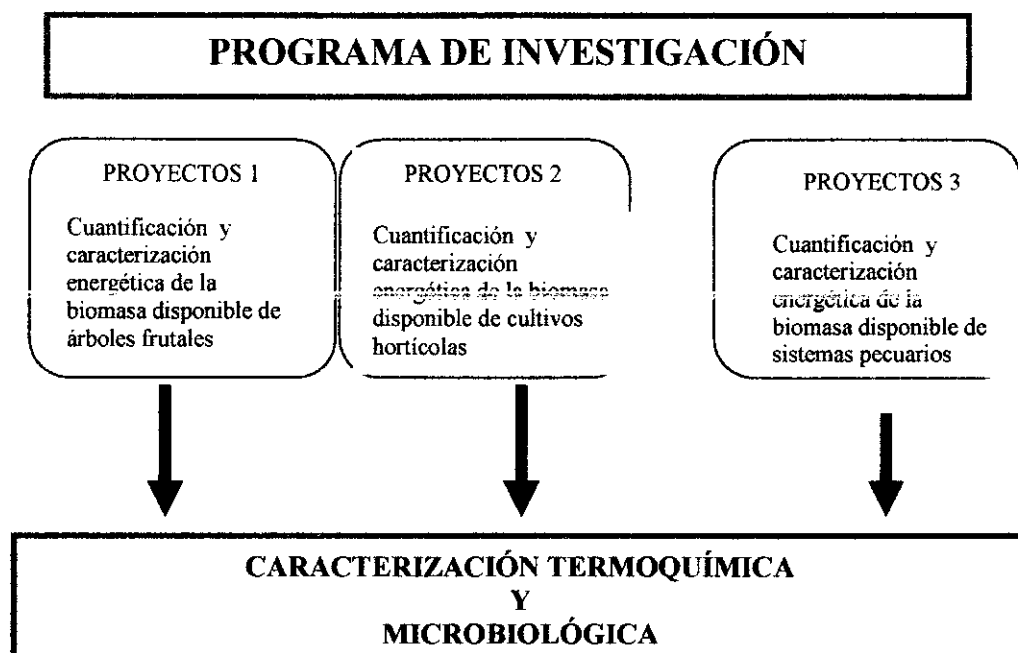 PROGRAMA DE INVESTIGACIÓN
PROYECTOS 1
Cuantificación y
caracterización
energética de la
biomasa disponible de
árboles frutales
PROYECTOS 2
Cuantificación y
caracterización
energética de la biomasa
disponible de cultivos
hortícolas
PROYECTOS 3
Cuantificación y
caracterización
energética de la
biomasa disponible de
sistemas pecuarios
CARACTERIZACIÓN TERMOQUÍMICA
Y
MICROBIOLÓGICA